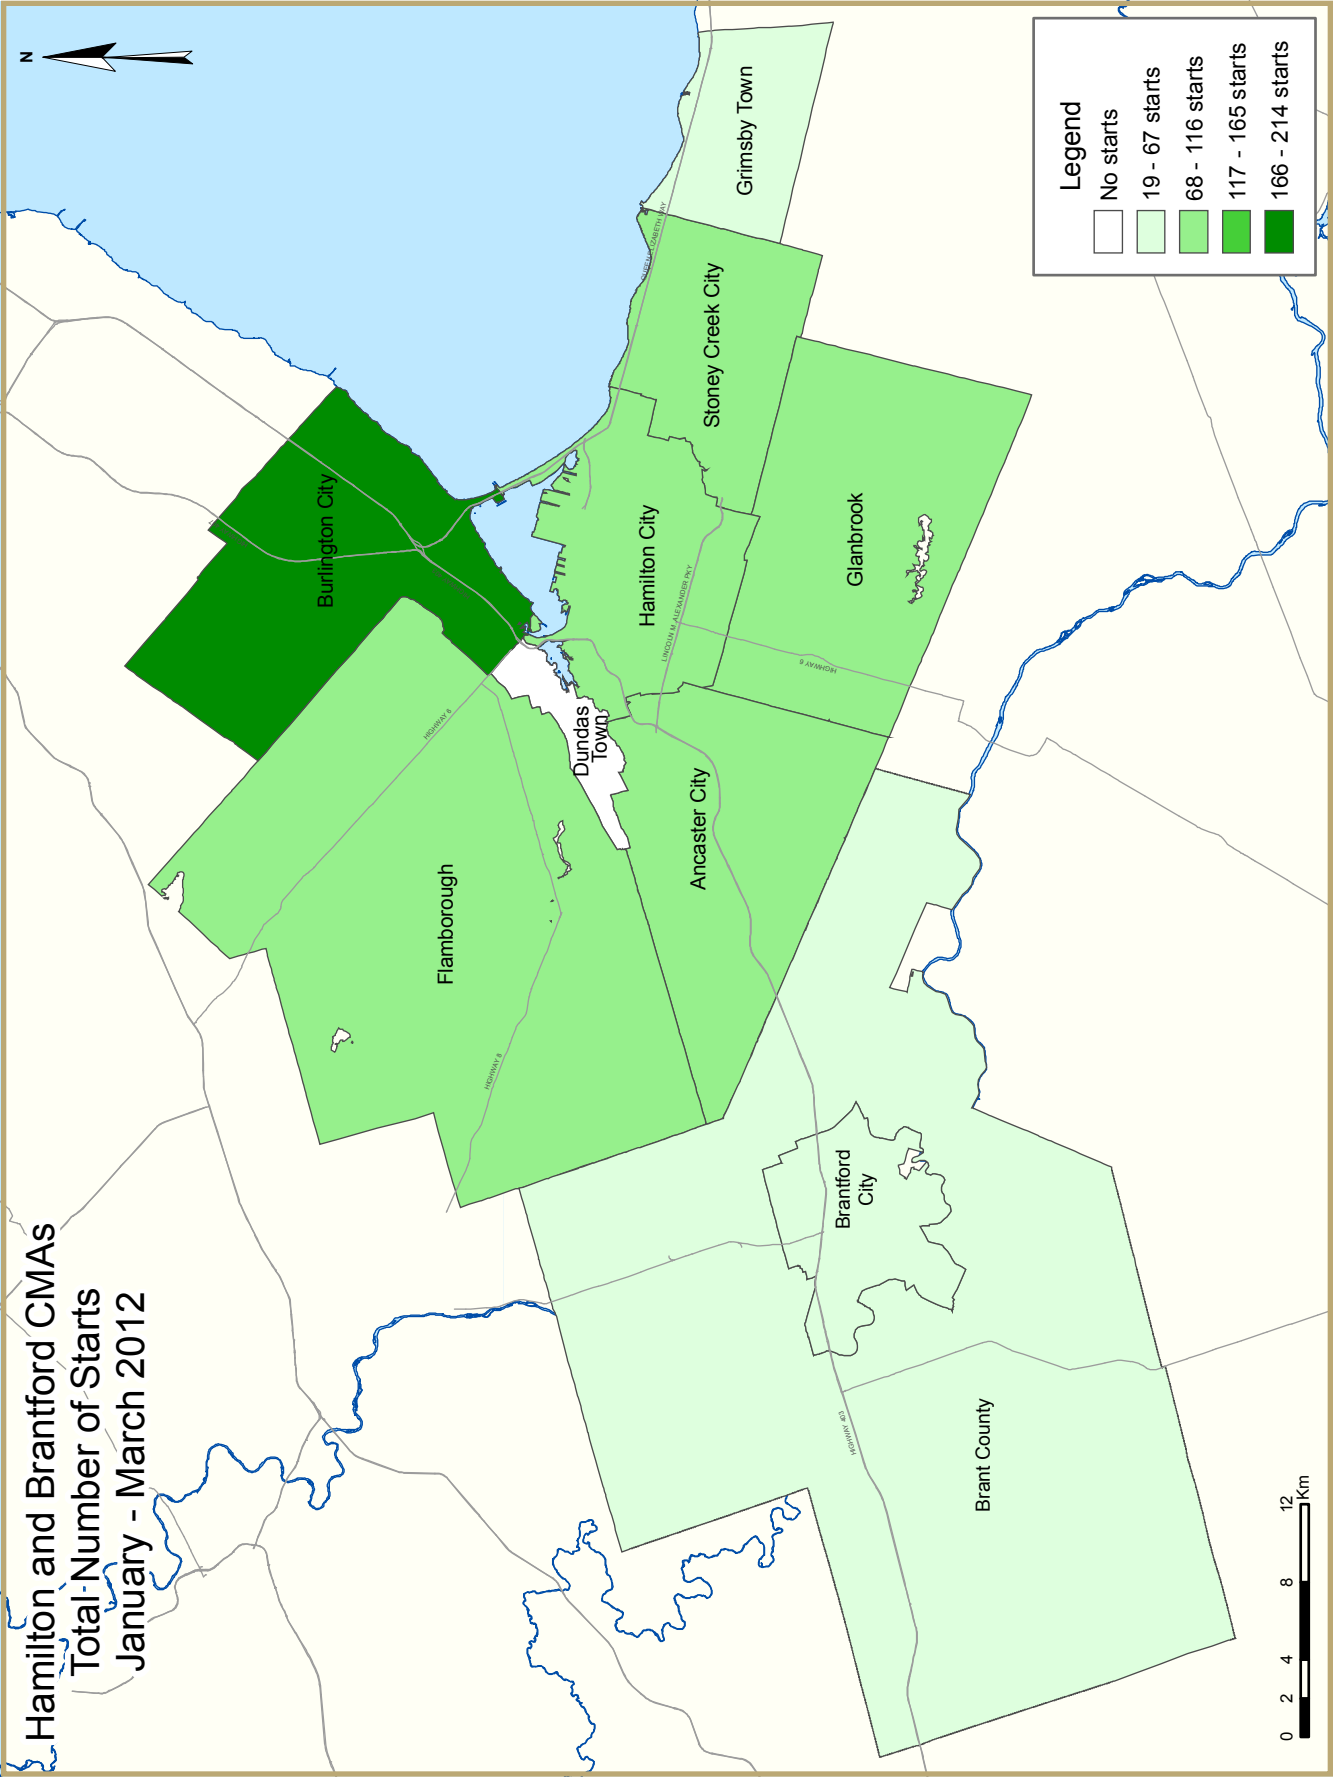 Hamilton and Brantford CMAs
Total Number of Starts
January - March 2012
N
Burlington City
Grimsby Town
Stoney Creek City
Hamilton City
Glanbrook
Dundas
Town
Ancaster City
Flamborough
Brantford
City
Brant County
QUEEN ELIZABETH WAY
LINCOLN M. ALEXANDER PKY
HIGHWAY 6
HIGHWAY 6
HIGHWAY 8
HIGHWAY 403
Legend
No starts
19 - 67 starts
68 - 116 starts
117 - 165 starts
166 - 214 starts
0 2 4 8 12
Km